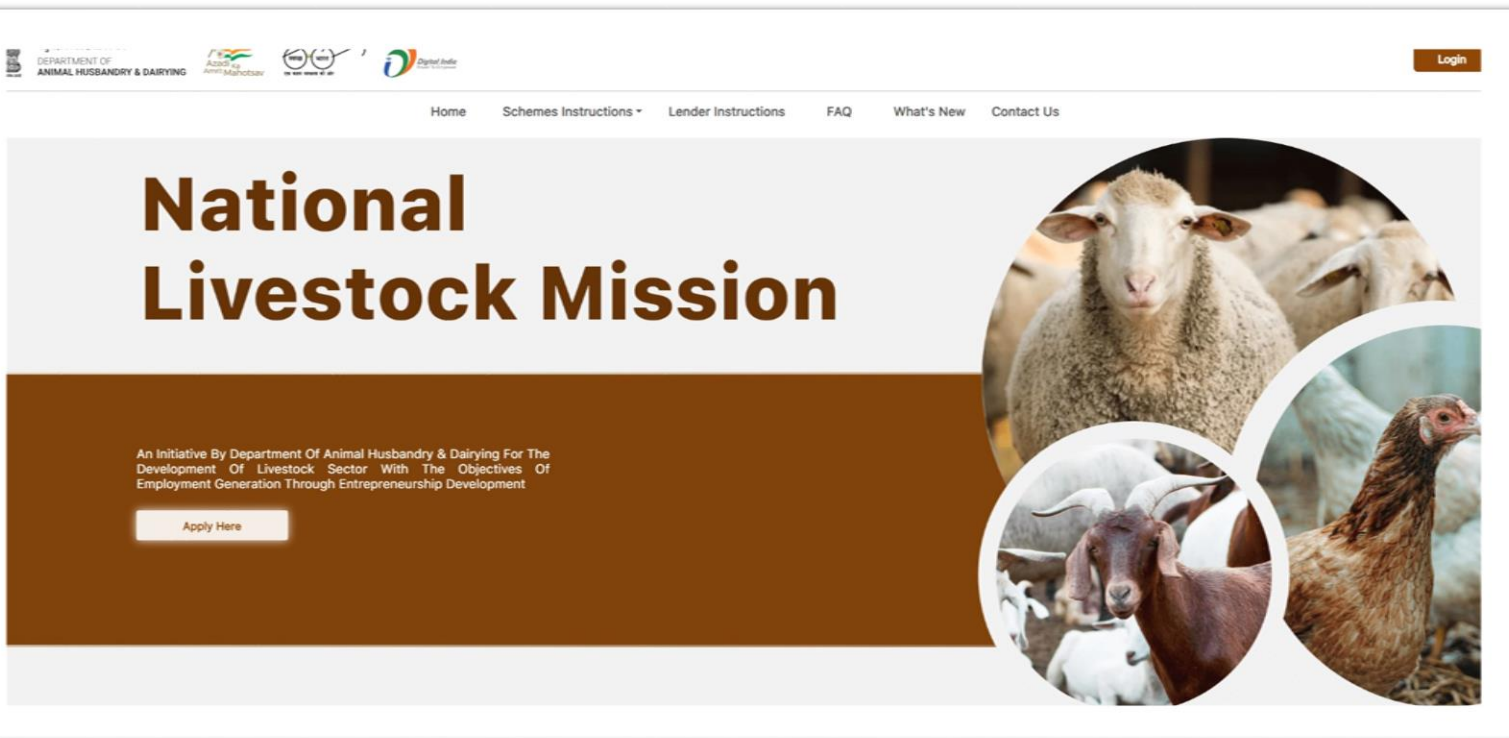 DEPARTMENT OF
ANIMAL HUSBANDRY & DAIRYING
Azadi Ka
Amrit Mahotsav
Digital India
Login
Home Schemes Instructions Lender Instructions FAQ What's New Contact Us
National
Livestock Mission
An Initiative By Department Of Animal Husbandry & Dairying For The
Development Of Livestock Sector With The Objectives Of
Employment Generation Through Entrepreneurship Development
Apply Here